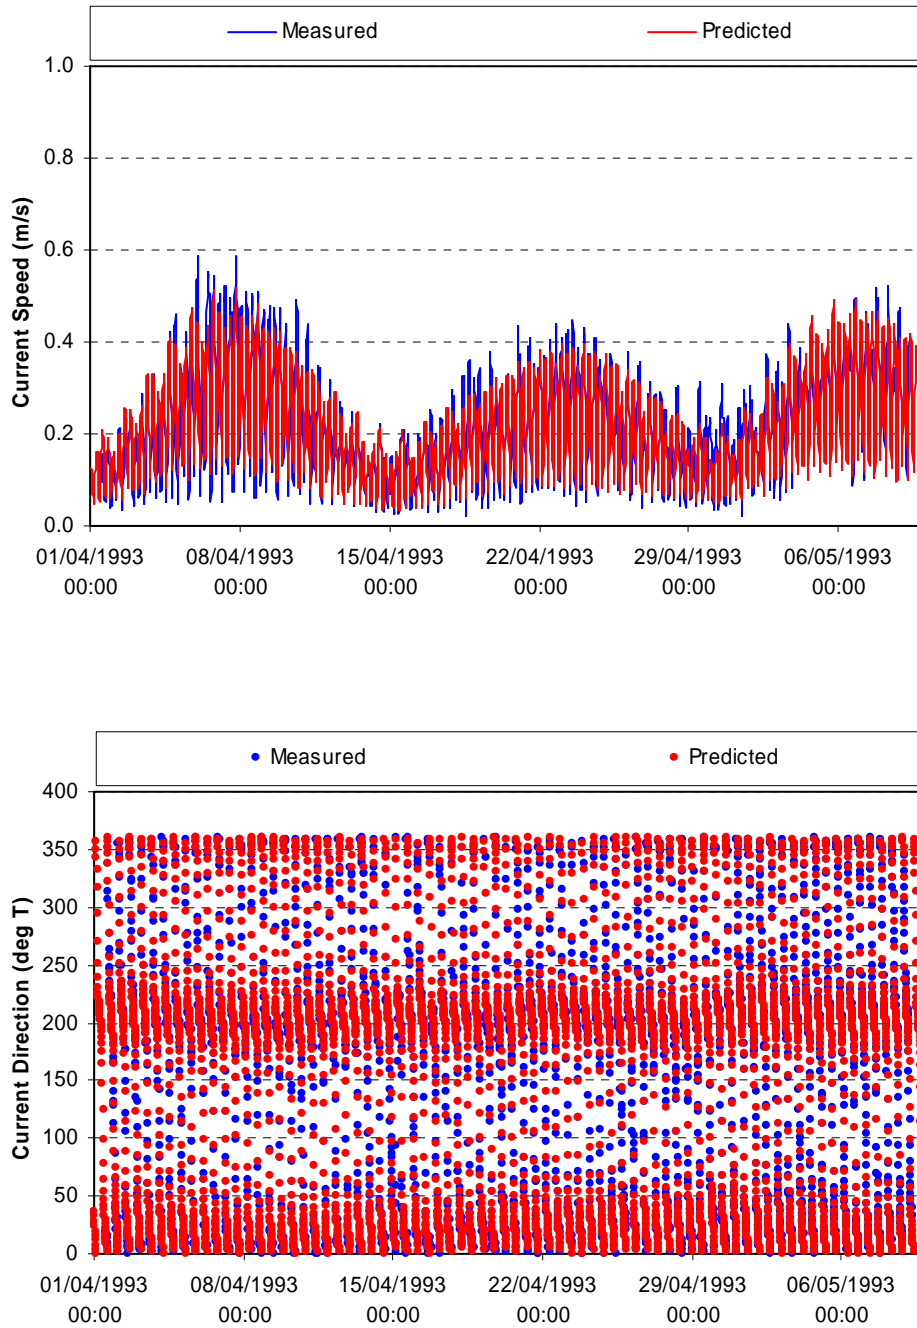 Measured Predicted
1.0
0.8
0.6
0.4
0.2
0.0
Current Speed (m/s)
01/04/1993 08/04/1993 15/04/1993 22/04/1993 29/04/1993 06/05/1993
00:00 00:00 00:00 00:00 00:00 00:00
Measured Predicted
400
350
300
250
200
150
100
50
0
Current Direction (deg T)
01/04/1993 08/04/1993 15/04/1993 22/04/1993 29/04/1993 06/05/1993
00:00 00:00 00:00 00:00 00:00 00:00